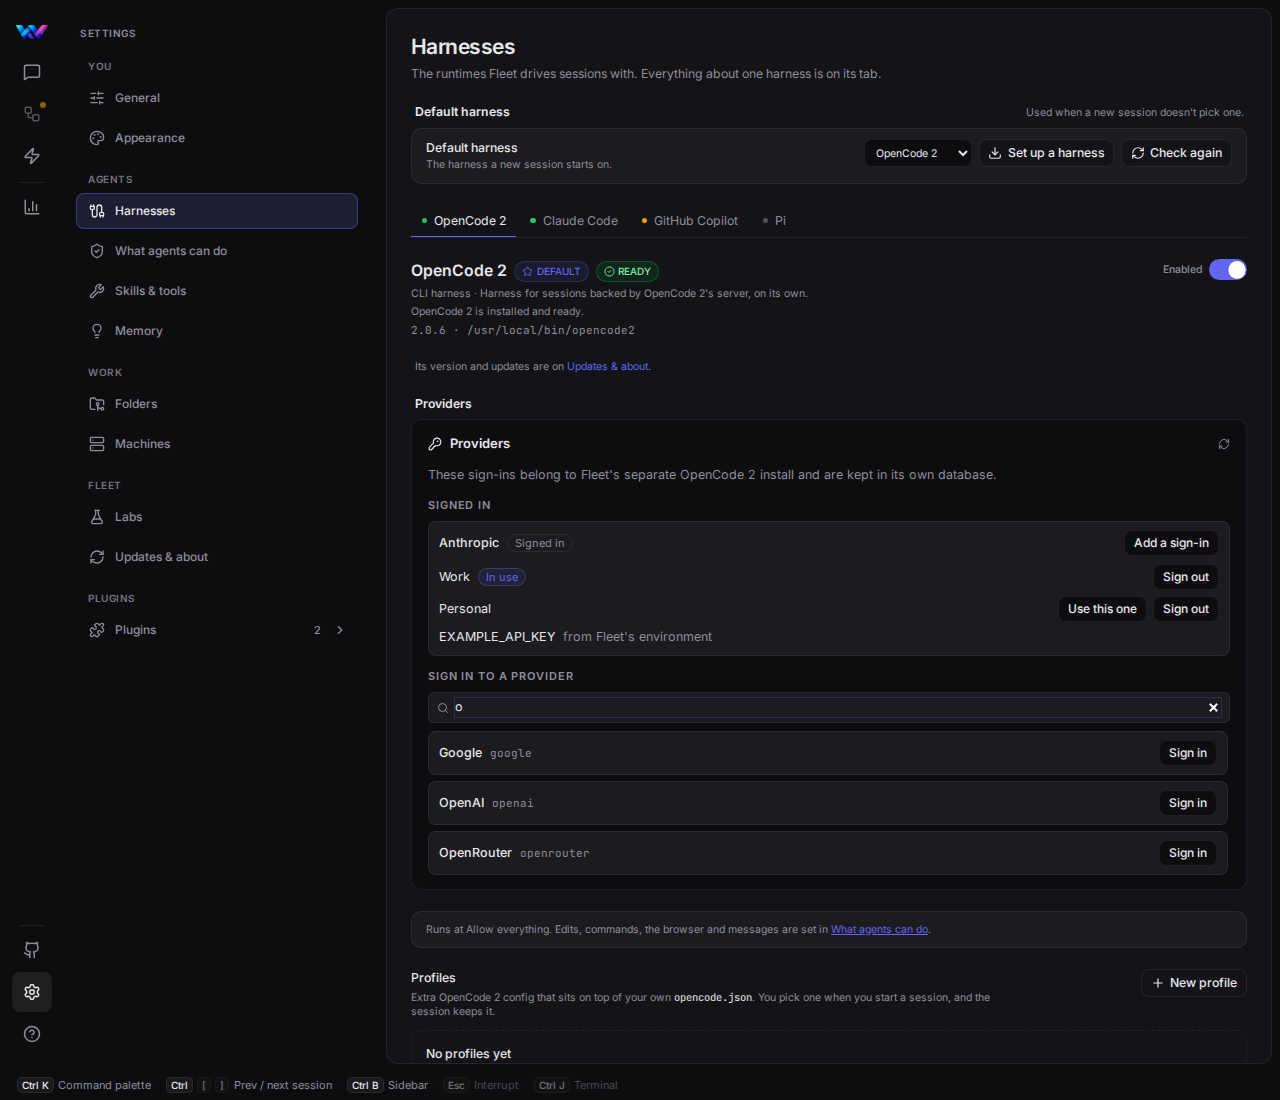 SETTINGS
YOU
General
Appearance
AGENTS
Harnesses
What agents can do
Skills & tools
Memory
WORK
Folders
Machines
FLEET
Labs
Updates & about
PLUGINS
Plugins 2
Harnesses
The runtimes Fleet drives sessions with. Everything about one harness is on its tab.
Default harness Used when a new session doesn't pick one.
Default harness
The harness a new session starts on.
OpenCode 2 Set up a harness Check again
OpenCode 2 Claude Code GitHub Copilot Pi
OpenCode 2 DEFAULT READY Enabled
CLI harness · Harness for sessions backed by OpenCode 2's server, on its own.
OpenCode 2 is installed and ready.
2.0.6 · /usr/local/bin/opencode2
Its version and updates are on Updates & about.
Providers
Providers
These sign-ins belong to Fleet's separate OpenCode 2 install and are kept in its own database.
SIGNED IN
Anthropic Signed in Add a sign-in
Work In use Sign out
Personal Use this one Sign out
EXAMPLE_API_KEY from Fleet's environment
SIGN IN TO A PROVIDER
o
Google google Sign in
OpenAI openai Sign in
OpenRouter openrouter Sign in
Runs at Allow everything. Edits, commands, the browser and messages are set in What agents can do.
Profiles
Extra OpenCode 2 config that sits on top of your own opencode.json. You pick one when you start a session, and the
session keeps it.
New profile
No profiles yet
Ctrl K Command palette Ctrl [ ] Prev / next session Ctrl B Sidebar Esc Interrupt Ctrl J Terminal